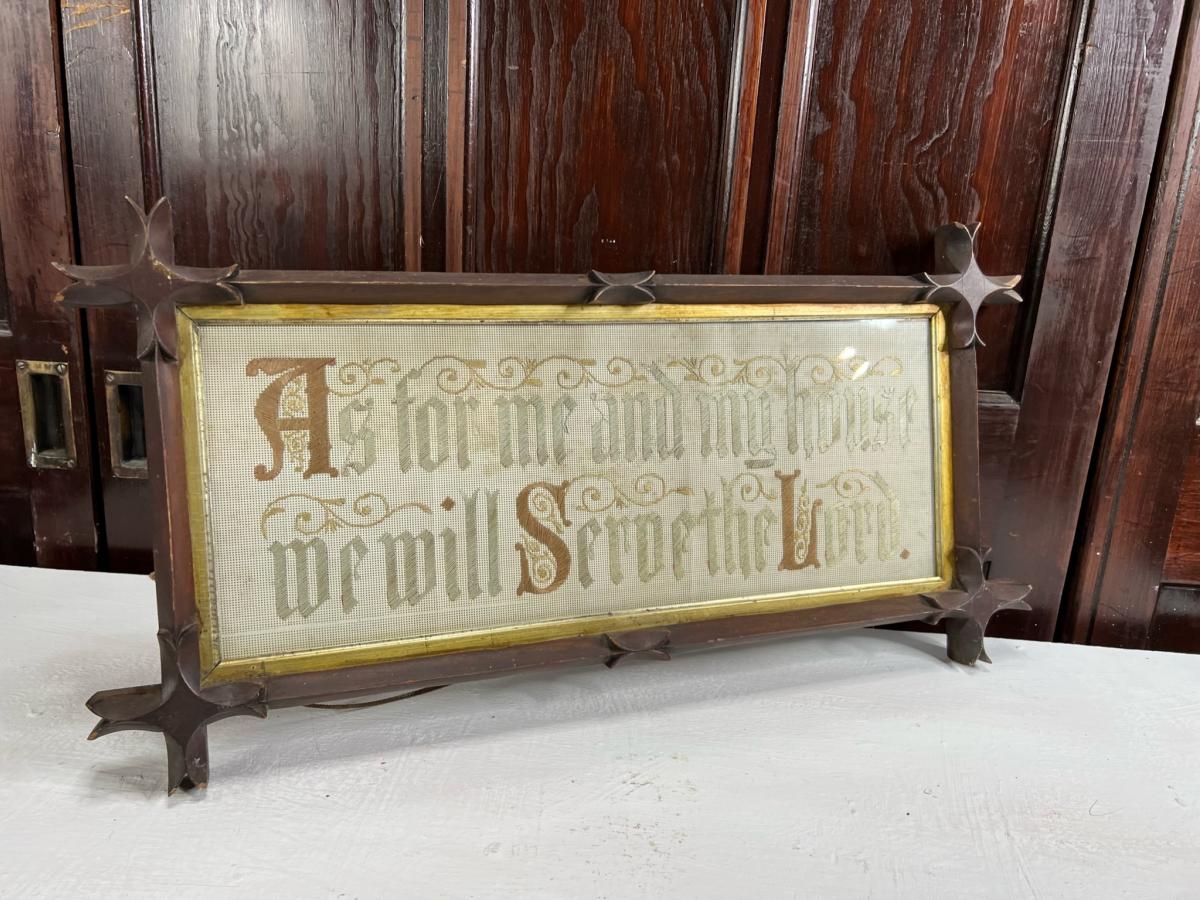 As for me and my house
we will Serve the Lord.